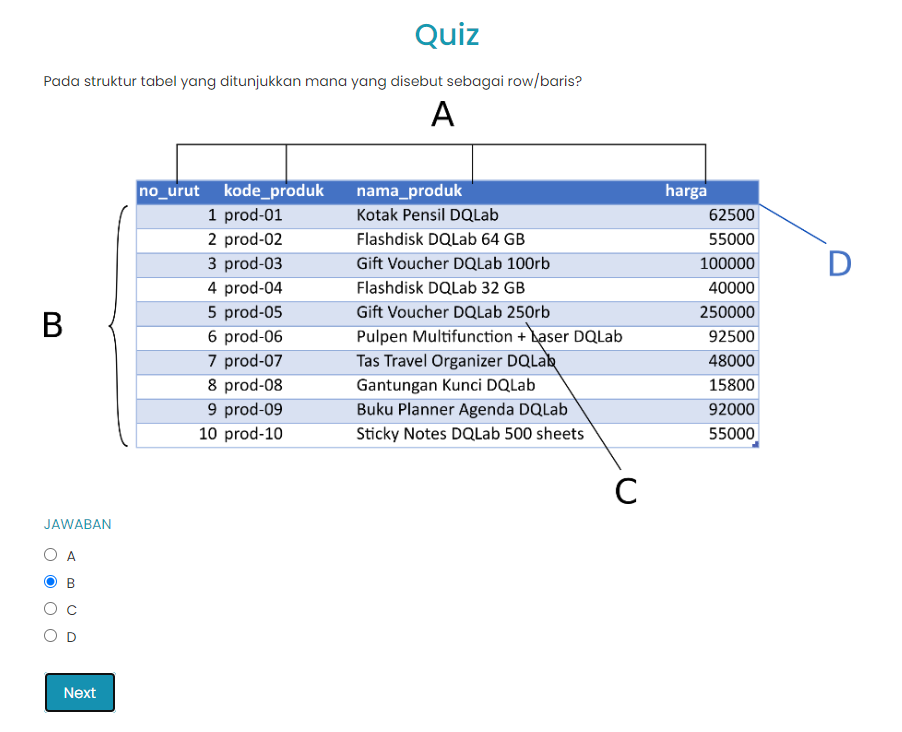 Quiz
Pada struktur tabel yang ditunjukkan mana yang disebut sebagai row/baris?
A
no_urut kode_produk nama_produk harga
1 prod-01 Kotak Pensil DQLab 62500
2 prod-02 Flashdisk DQLab 64 GB 55000
3 prod-03 Gift Voucher DQLab 100rb 100000
4 prod-04 Flashdisk DQLab 32 GB 40000
5 prod-05 Gift Voucher DQLab 250rb 250000
6 prod-06 Pulpen Multifunction + Laser DQLab 92500
7 prod-07 Tas Travel Organizer DQLab 48000
8 prod-08 Gantungan Kunci DQLab 15800
9 prod-09 Buku Planner Agenda DQLab 92000
10 prod-10 Sticky Notes DQLab 500 sheets 55000
D
B
C
JAWABAN
A
B
C
D
Next